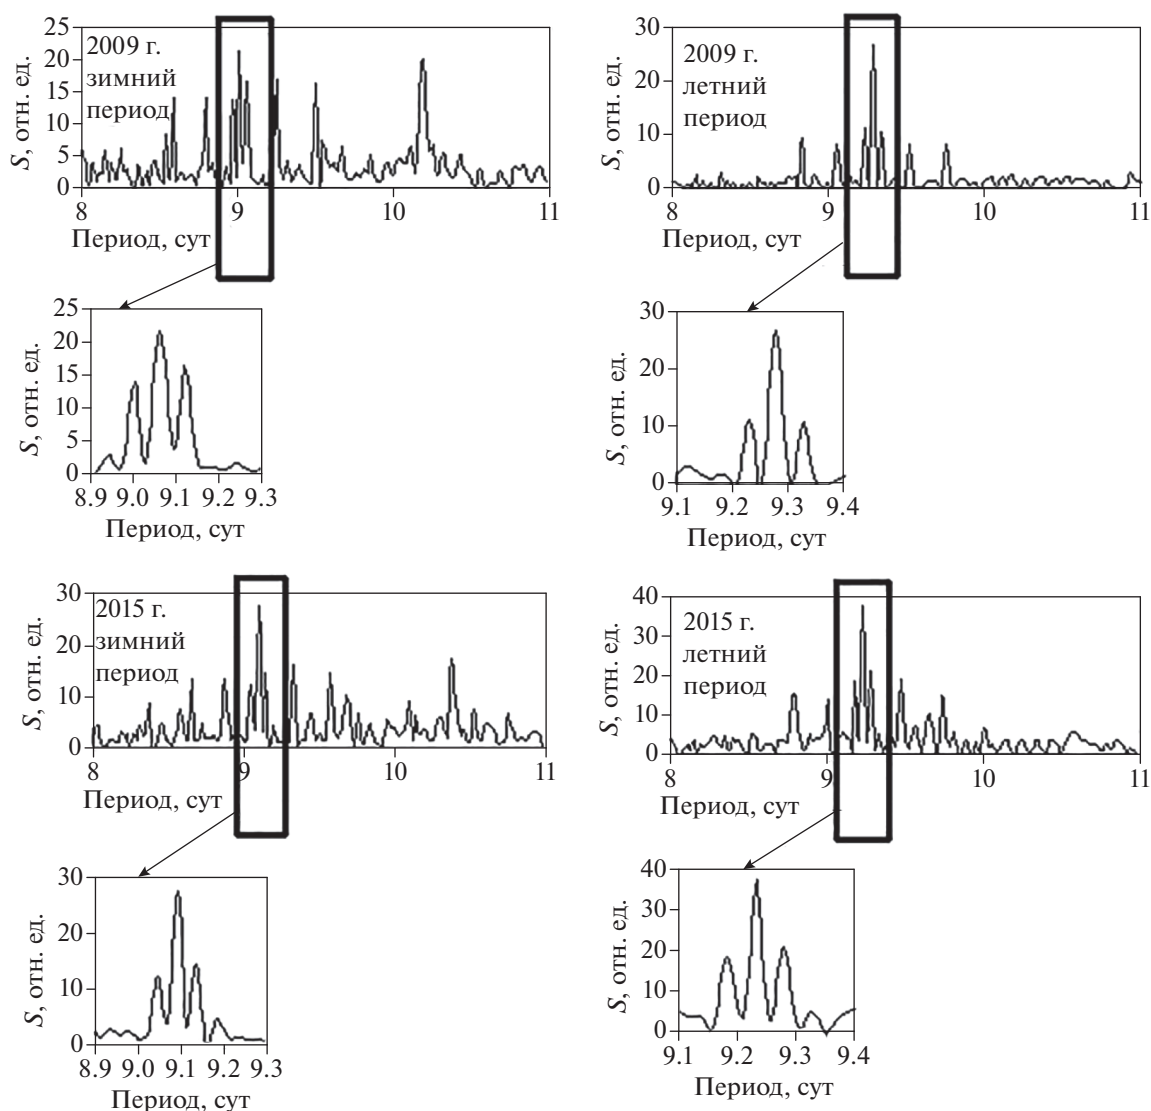 25
20
15
10
5
0
S, отн. ед.
2009 г.
зимний
период
8
9
10
11
Период, сут
30
20
10
0
S, отн. ед.
2009 г.
летний
период
8
9
10
11
Период, сут
25
20
15
10
5
0
S, отн. ед.
8.9 9.0 9.1 9.2 9.3
Период, сут
30
20
10
0
S, отн. ед.
9.1 9.2 9.3 9.4
Период, сут
30
20
10
0
S, отн. ед.
2015 г.
зимний
период
8
9
10
11
Период, сут
40
30
20
10
0
S, отн. ед.
2015 г.
летний
период
8
9
10
11
Период, сут
30
20
10
0
S, отн. ед.
8.9 9.0 9.1 9.2 9.3
Период, сут
40
30
20
10
0
S, отн. ед.
9.1 9.2 9.3 9.4
Период, сут